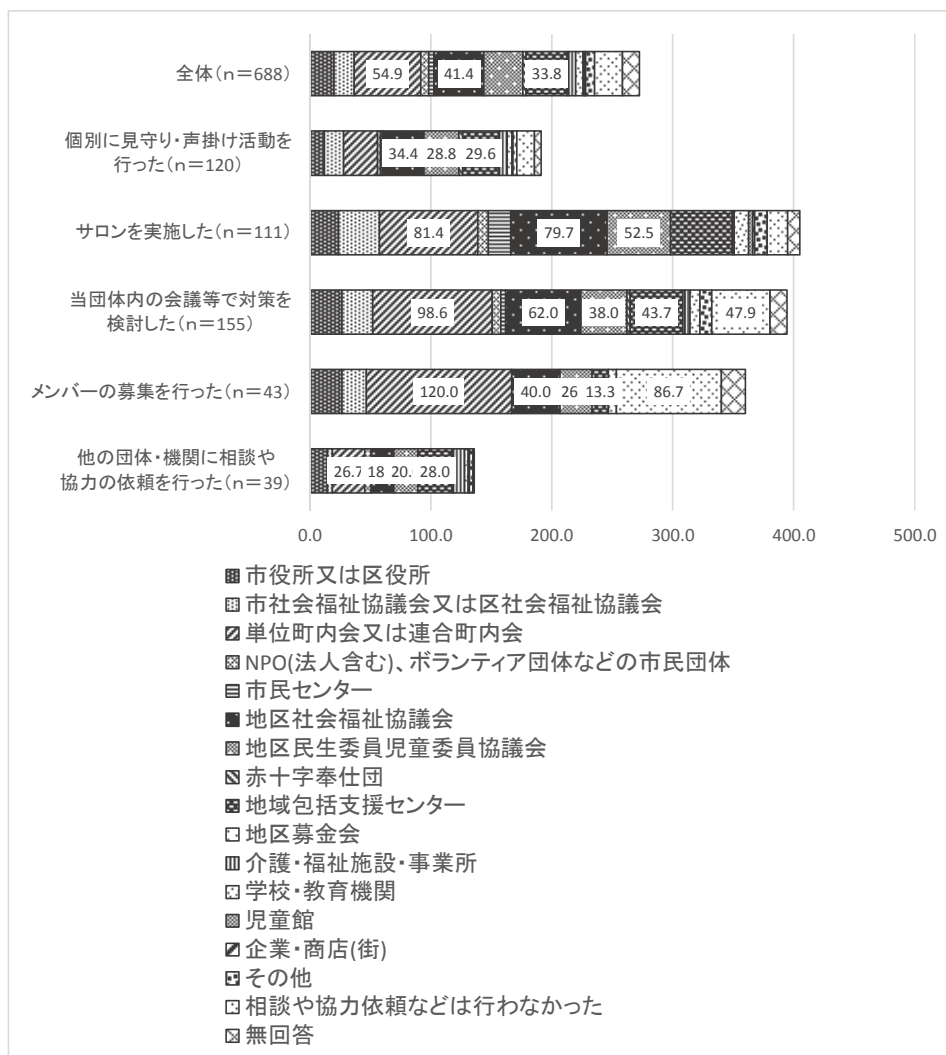 全体(n=688)
54.9 41.4 33.8
個別に見守り・声掛け活動を
行った(n=120)
34.4 28.8 29.6
サロンを実施した(n=111)
81.4 79.7 52.5
当団体内の会議等で対策を
検討した(n=155)
98.6 62.0 38.0 43.7 47.9
メンバーの募集を行った(n=43)
120.0 40.0 26 13.3 86.7
他の団体・機関に相談や
協力の依頼を行った(n=39)
26.7 18 20. 28.0
0.0 100.0 200.0 300.0 400.0 500.0
市役所又は区役所
市社会福祉協議会又は区社会福祉協議会
単位町内会又は連合町内会
NPO(法人含む)、ボランティア団体などの市民団体
市民センター
地区社会福祉協議会
地区民生委員児童委員協議会
赤十字奉仕団
地域包括支援センター
地区募金会
介護・福祉施設・事業所
学校・教育機関
児童館
企業・商店(街)
その他
相談や協力依頼などは行わなかった
無回答